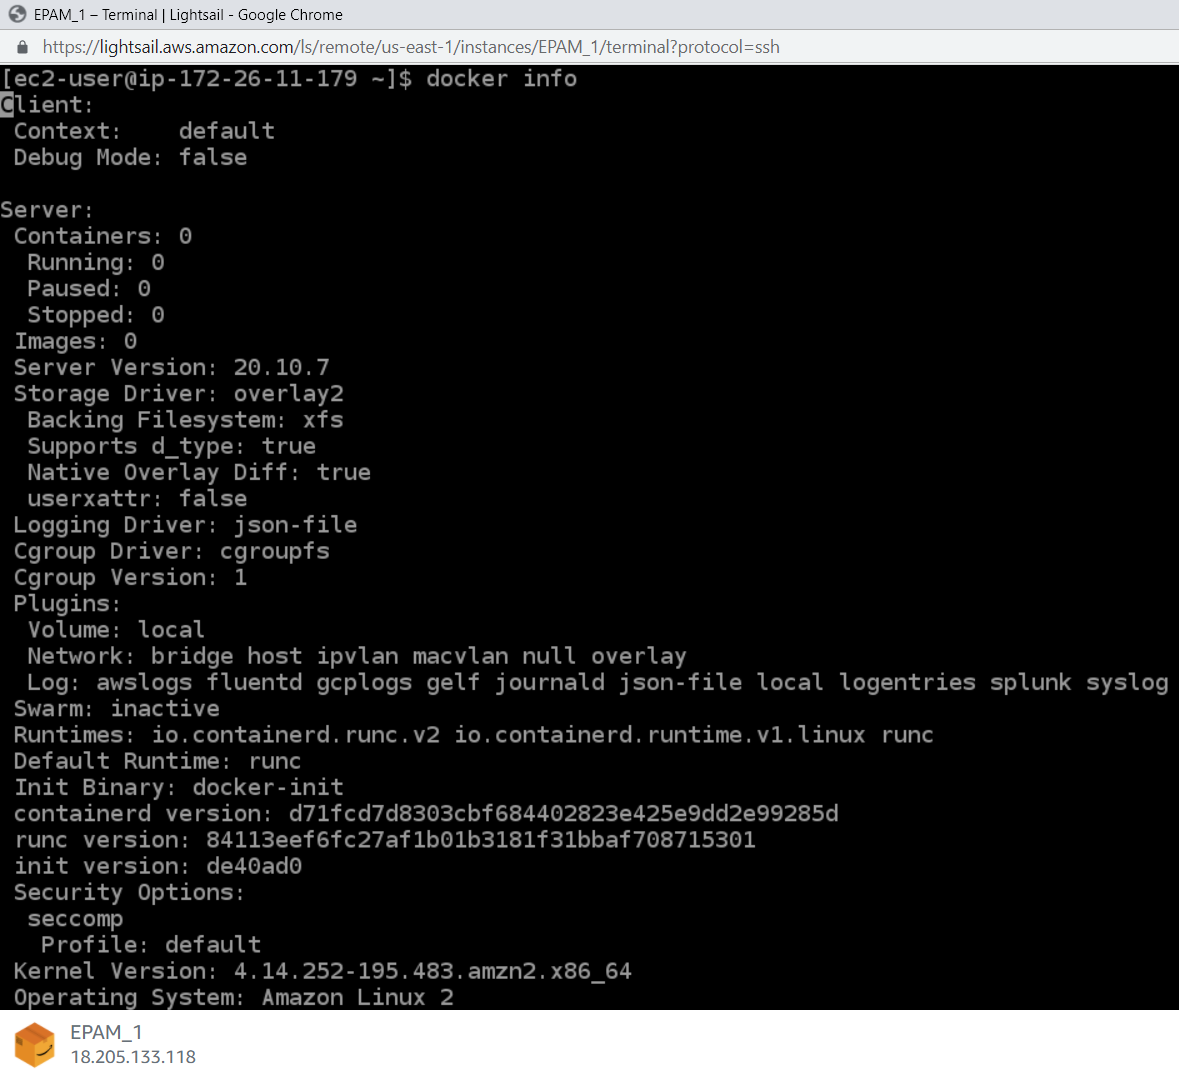 EPAM_1 – Terminal | Lightsail - Google Chrome
https://lightsail.aws.amazon.com/ls/remote/us-east-1/instances/EPAM_1/terminal?protocol=ssh
[ec2-user@ip-172-26-11-179 ~]$ docker info
Client:
 Context:    default
 Debug Mode: false

Server:
 Containers: 0
  Running: 0
  Paused: 0
  Stopped: 0
 Images: 0
 Server Version: 20.10.7
 Storage Driver: overlay2
  Backing Filesystem: xfs
  Supports d_type: true
  Native Overlay Diff: true
  userxattr: false
 Logging Driver: json-file
 Cgroup Driver: cgroupfs
 Cgroup Version: 1
 Plugins:
  Volume: local
  Network: bridge host ipvlan macvlan null overlay
  Log: awslogs fluentd gcplogs gelf journald json-file local logentries splunk syslog
 Swarm: inactive
 Runtimes: io.containerd.runc.v2 io.containerd.runtime.v1.linux runc
 Default Runtime: runc
 Init Binary: docker-init
 containerd version: d71fcd7d8303cbf684402823e425e9dd2e99285d
 runc version: 84113eef6fc27af1b01b3181f31bbaf708715301
 init version: de40ad0
 Security Options:
  seccomp
   Profile: default
 Kernel Version: 4.14.252-195.483.amzn2.x86_64
 Operating System: Amazon Linux 2
EPAM_1
18.205.133.118